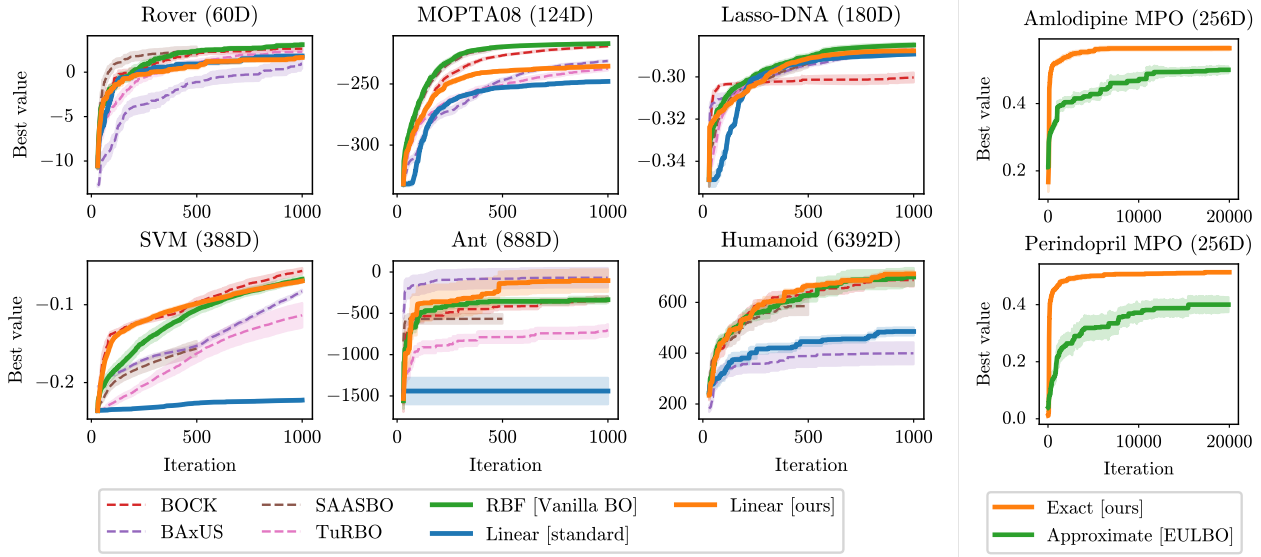 Rover (60D)
MOPTA08 (124D)
Lasso-DNA (180D)
Amlodipine MPO (256D)
Best value
0
−5
−10
0
500
1000
−250
−300
0
500
1000
−0.30
−0.32
−0.34
0
500
1000
Best value
0.4
0.2
0
10000
20000
SVM (388D)
Ant (888D)
Humanoid (6392D)
Perindopril MPO (256D)
Best value
−0.1
−0.2
0
500
1000
Iteration
0
−500
−1000
−1500
0
500
1000
Iteration
600
400
200
0
500
1000
Iteration
Best value
0.4
0.2
0.0
0
10000
20000
Iteration
BOCK
SAASBO
RBF [Vanilla BO]
Linear [ours]
BAxUS
TuRBO
Linear [standard]
Exact [ours]
Approximate [EULBO]